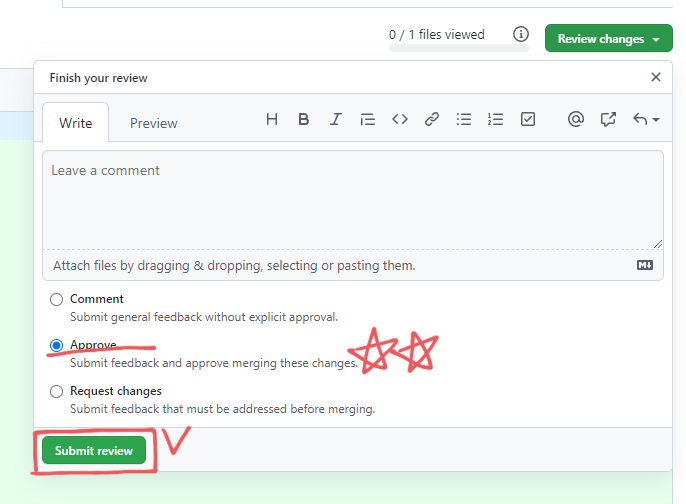 0 / 1 files viewed
Review changes
Finish your review
Write
Preview
Leave a comment
Attach files by dragging & dropping, selecting or pasting them.
Comment
Submit general feedback without explicit approval.
Approve
Submit feedback and approve merging these changes.
Request changes
Submit feedback that must be addressed before merging.
Submit review